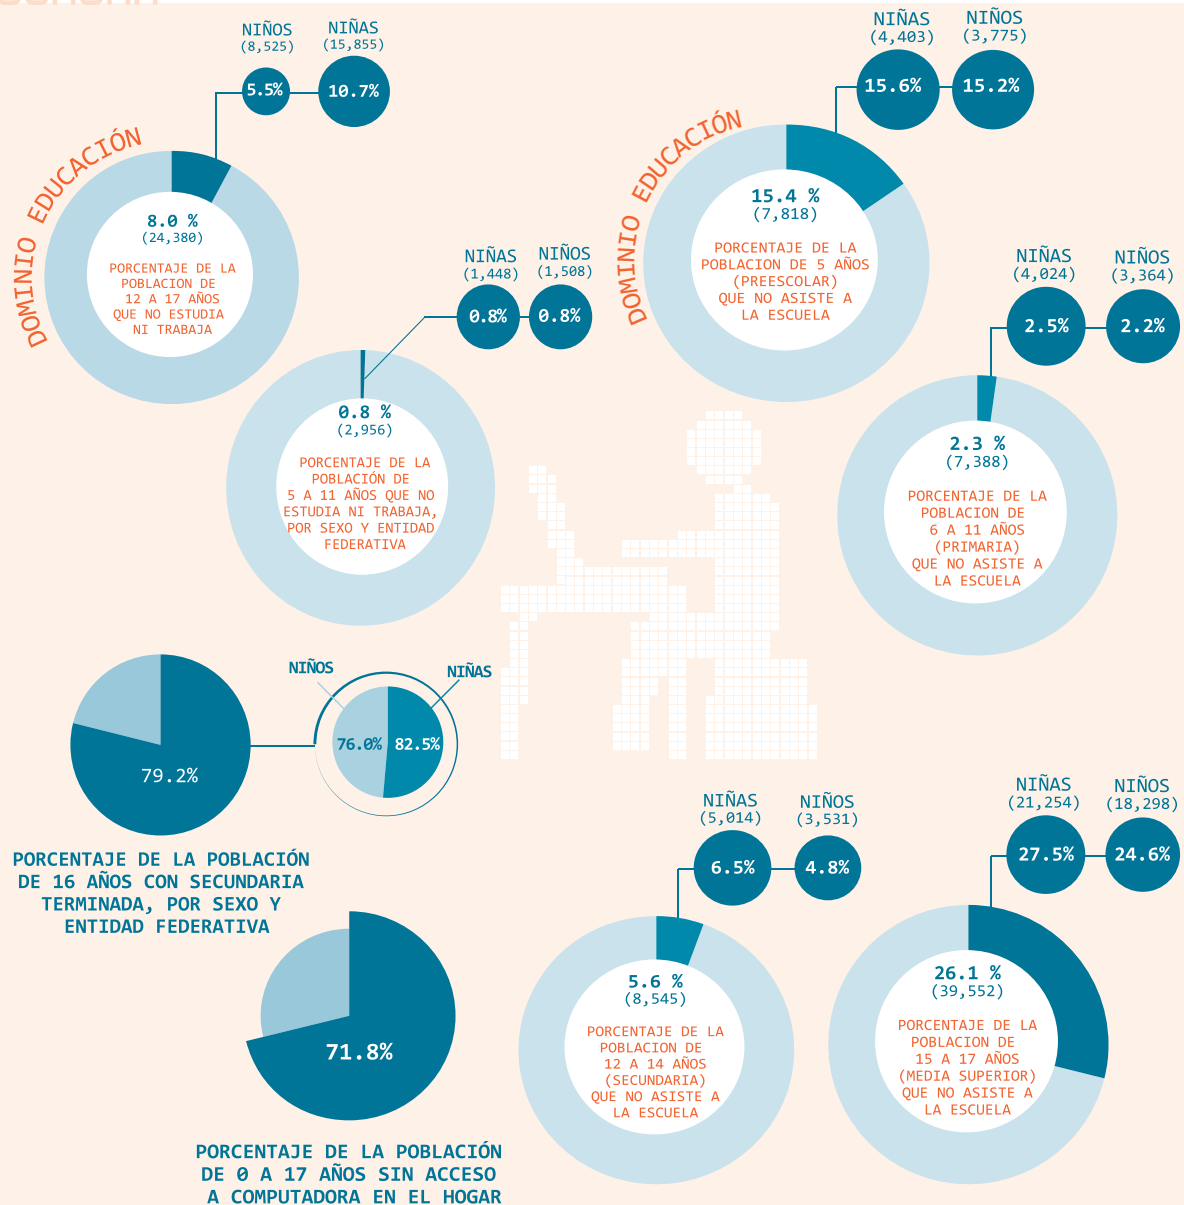 NIÑOS
(8,525)
NIÑAS
(15,855)
5.5%
10.7%
DOMINIO EDUCACIÓN
8.0 %
(24,380)
PORCENTAJE DE LA
POBLACION DE
12 A 17 AÑOS
QUE NO ESTUDIA
NI TRABAJA
NIÑAS
(4,403)
NIÑOS
(3,775)
15.6%
15.2%
DOMINIO EDUCACIÓN
15.4 %
(7,818)
PORCENTAJE DE LA
POBLACION DE 5 AÑOS
(PREESCOLAR)
QUE NO ASISTE A
LA ESCUELA
NIÑAS
(1,448)
NIÑOS
(1,508)
0.8%
0.8%
0.8 %
(2,956)
PORCENTAJE DE LA
POBLACIÓN DE
5 A 11 AÑOS QUE NO
ESTUDIA NI TRABAJA,
POR SEXO Y ENTIDAD
FEDERATIVA
NIÑAS
(4,024)
NIÑOS
(3,364)
2.5%
2.2%
2.3 %
(7,388)
PORCENTAJE DE LA
POBLACION DE
6 A 11 AÑOS
(PRIMARIA)
QUE NO ASISTE A
LA ESCUELA
79.2%
NIÑOS
NIÑAS
76.0%
82.5%
PORCENTAJE DE LA POBLACIÓN
DE 16 AÑOS CON SECUNDARIA
TERMINADA, POR SEXO Y
ENTIDAD FEDERATIVA
71.8%
PORCENTAJE DE LA POBLACIÓN
DE 0 A 17 AÑOS SIN ACCESO
A COMPUTADORA EN EL HOGAR
NIÑAS
(5,014)
NIÑOS
(3,531)
6.5%
4.8%
5.6 %
(8,545)
PORCENTAJE DE LA
POBLACION DE
12 A 14 AÑOS
(SECUNDARIA)
QUE NO ASISTE A
LA ESCUELA
NIÑAS
(21,254)
NIÑOS
(18,298)
27.5%
24.6%
26.1 %
(39,552)
PORCENTAJE DE LA
POBLACION DE
15 A 17 AÑOS
(MEDIA SUPERIOR)
QUE NO ASISTE A
LA ESCUELA